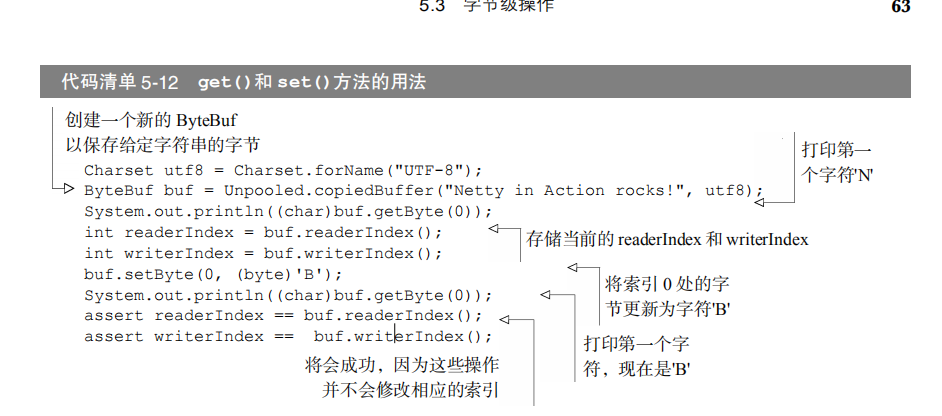 5.3 字节级操作 63
代码清单 5-12 get()和 set()方法的用法
创建一个新的 ByteBuf
以保存给定字符串的字节
Charset utf8 = Charset.forName("UTF-8");
ByteBuf buf = Unpooled.copiedBuffer("Netty in Action rocks!", utf8);
System.out.println((char)buf.getByte(0));
int readerIndex = buf.readerIndex();
int writerIndex = buf.writerIndex();
buf.setByte(0, (byte)'B');
System.out.println((char)buf.getByte(0));
assert readerIndex == buf.readerIndex();
assert writerIndex == buf.writerIndex();
打印第一
个字符'N'
存储当前的 readerIndex 和 writerIndex
将索引 0 处的字
节更新为字符'B'
打印第一个字
符，现在是'B'
将会成功，因为这些操作
并不会修改相应的索引